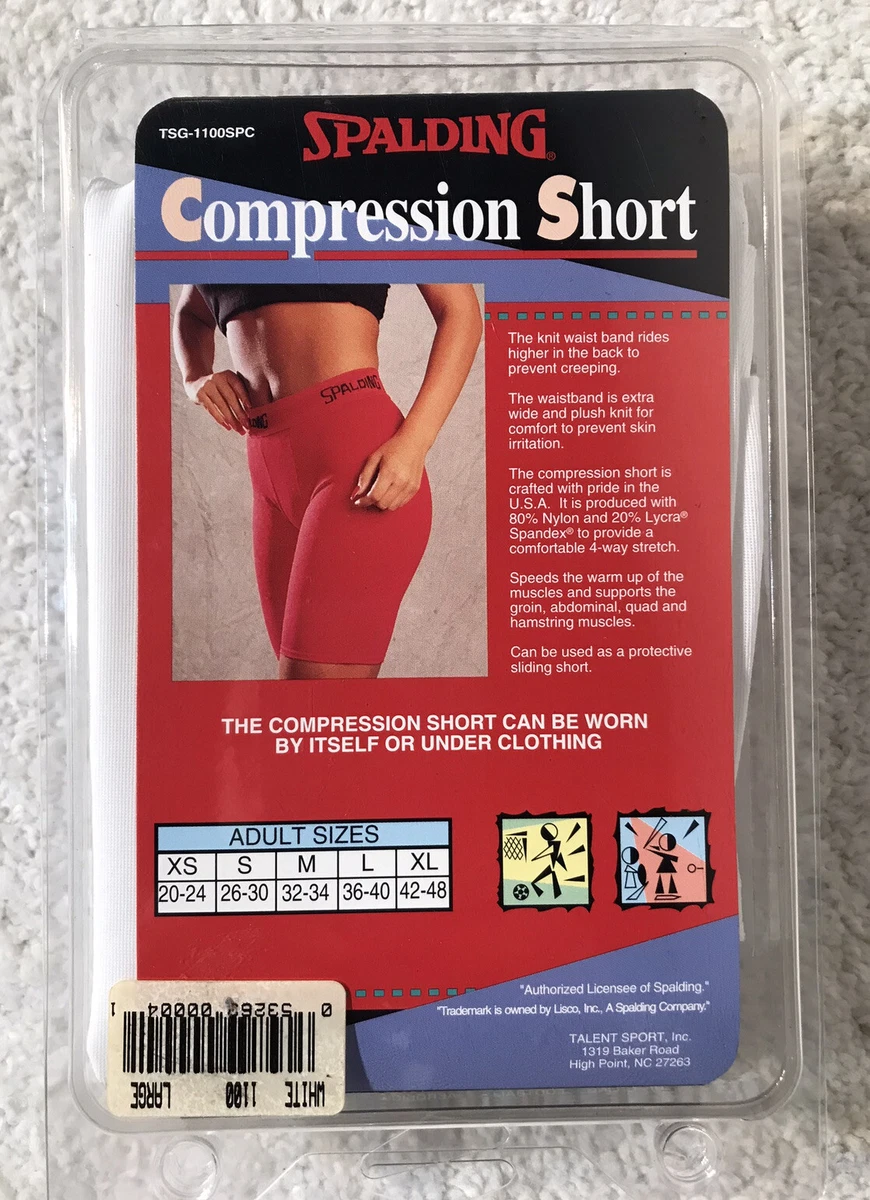 TSG-1100SPC
SPALDING®
Compression Short
SPALDING
The knit waist band rides
higher in the back to
prevent creeping.
The waistband is extra
wide and plush knit for
comfort to prevent skin
irritation.
The compression short is
crafted with pride in the
U.S.A. It is produced with
80% Nylon and 20% Lycra®
Spandex® to provide a
comfortable 4-way stretch.
Speeds the warm up of the
muscles and supports the
groin, abdominal, quad and
hamstring muscles.
Can be used as a protective
sliding short.
THE COMPRESSION SHORT CAN BE WORN
BY ITSELF OR UNDER CLOTHING
ADULT SIZES
XS S M L XL
20-24 26-30 32-34 36-40 42-48
"Authorized Licensee of Spalding."
"Trademark is owned by Lisco, Inc., A Spalding Company."
TALENT SPORT, Inc.
1319 Baker Road
High Point, NC 27263
WHITE 1100 LARGE
0 53263 00004 1